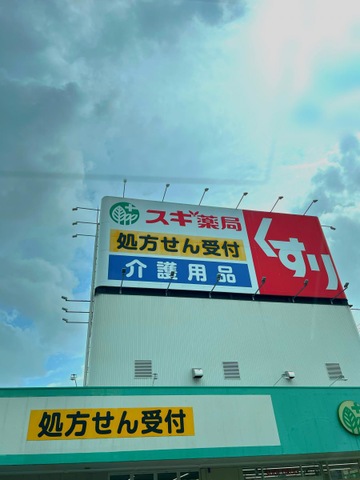 スギ薬局
処方せん受付
介護用品
くすり
処方せん受付